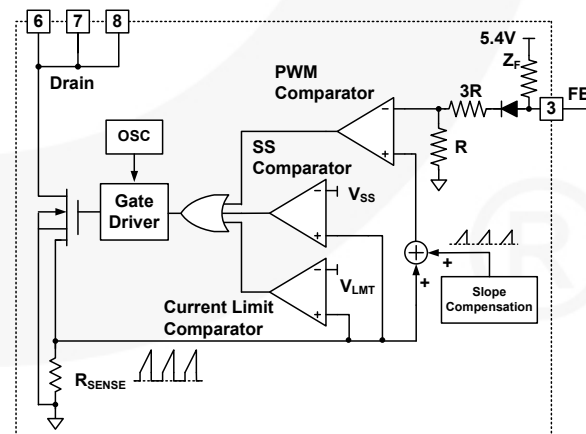 6 7 8
Drain
5.4V
ZF
3R
3
FB
PWM
Comparator
R
OSC
SS
Comparator
Gate
Driver
VSS
VLMT
Current Limit
Comparator
Slope
Compensation
RSENSE
- + - + - + + +
®